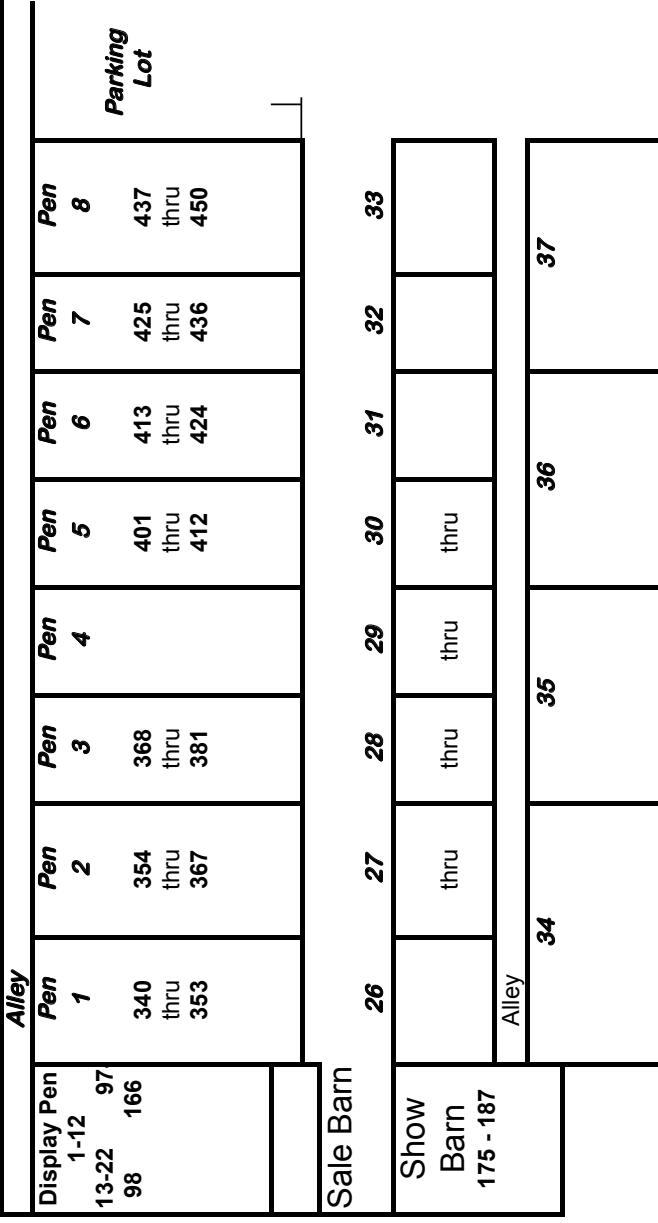 Alley
Display Pen
1-12
13-22 97
98 166
Pen
1
340
thru
353
Pen
2
354
thru
367
Pen
3
368
thru
381
Pen
4
Pen
5
401
thru
412
Pen
6
413
thru
424
Pen
7
425
thru
436
Pen
8
437
thru
450
Parking
Lot
Sale Barn
26
27
28
29
30
31
32
33
Show
Barn
175 - 187
thru
thru
thru
thru
Alley
34
35
36
37